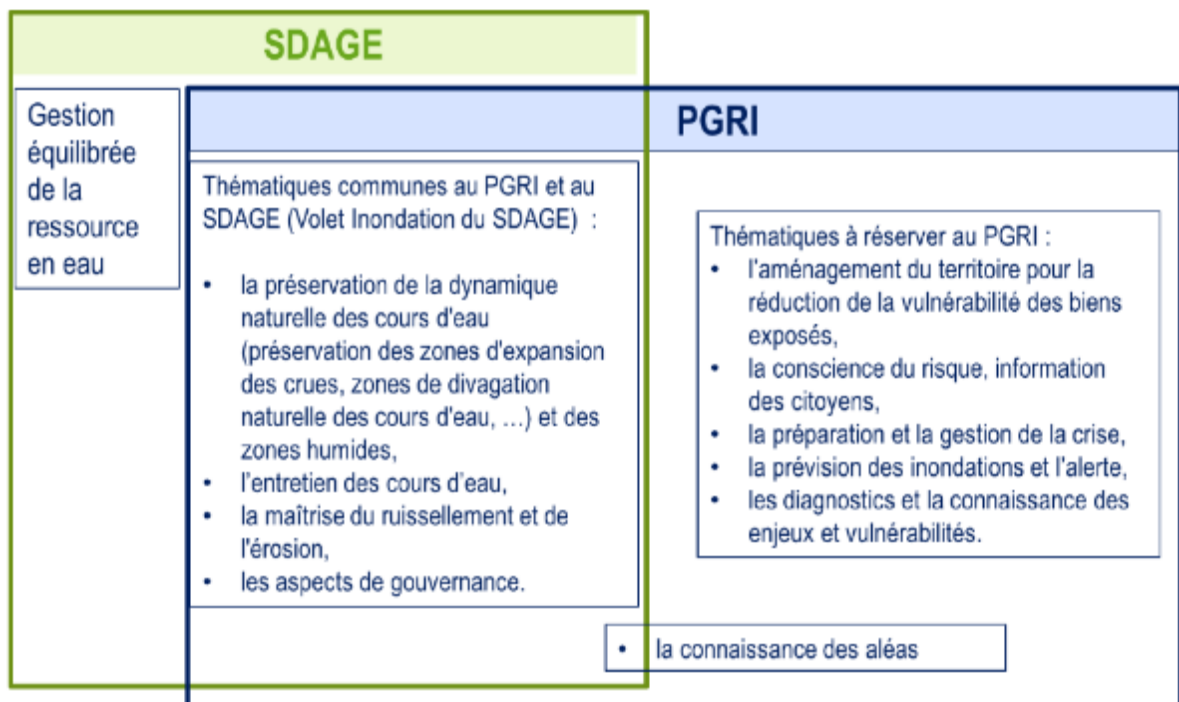 SDAGE
Gestion
équilibrée
de la
ressource
en eau
PGRI
Thématiques communes au PGRI et au
SDAGE (Volet Inondation du SDAGE) :
• la préservation de la dynamique
naturelle des cours d'eau
(préservation des zones d'expansion
des crues, zones de divagation
naturelle des cours d'eau, …) et des
zones humides,
• l'entretien des cours d'eau,
• la maîtrise du ruissellement et de
l'érosion,
• les aspects de gouvernance.
Thématiques à réserver au PGRI :
• l'aménagement du territoire pour la
réduction de la vulnérabilité des biens
exposés,
• la conscience du risque, information
des citoyens,
• la préparation et la gestion de la crise,
• la prévision des inondations et l'alerte,
• les diagnostics et la connaissance des
enjeux et vulnérabilités.
• la connaissance des aléas